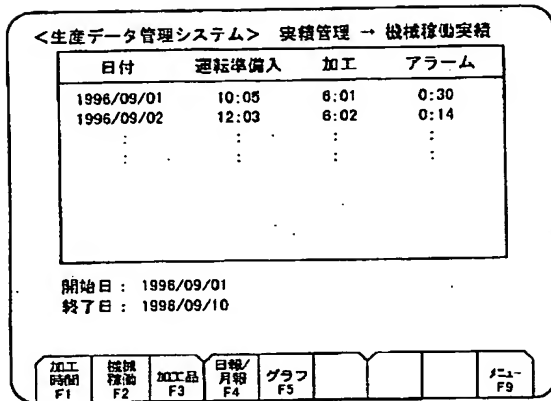 <生産データ管理システム> 実績管理 → 機械稼働実績
日付 運転準備入 加工 アラーム
1996/09/01 10:05 6:01 0:30
1996/09/02 12:03 6:02 0:14
: : : :
: : : :
開始日: 1996/09/01
終了日: 1996/09/10
加工時間 F1
機械稼働 F2
加工品 F3
日報/月報 F4
グラフ F5
メニュー F9